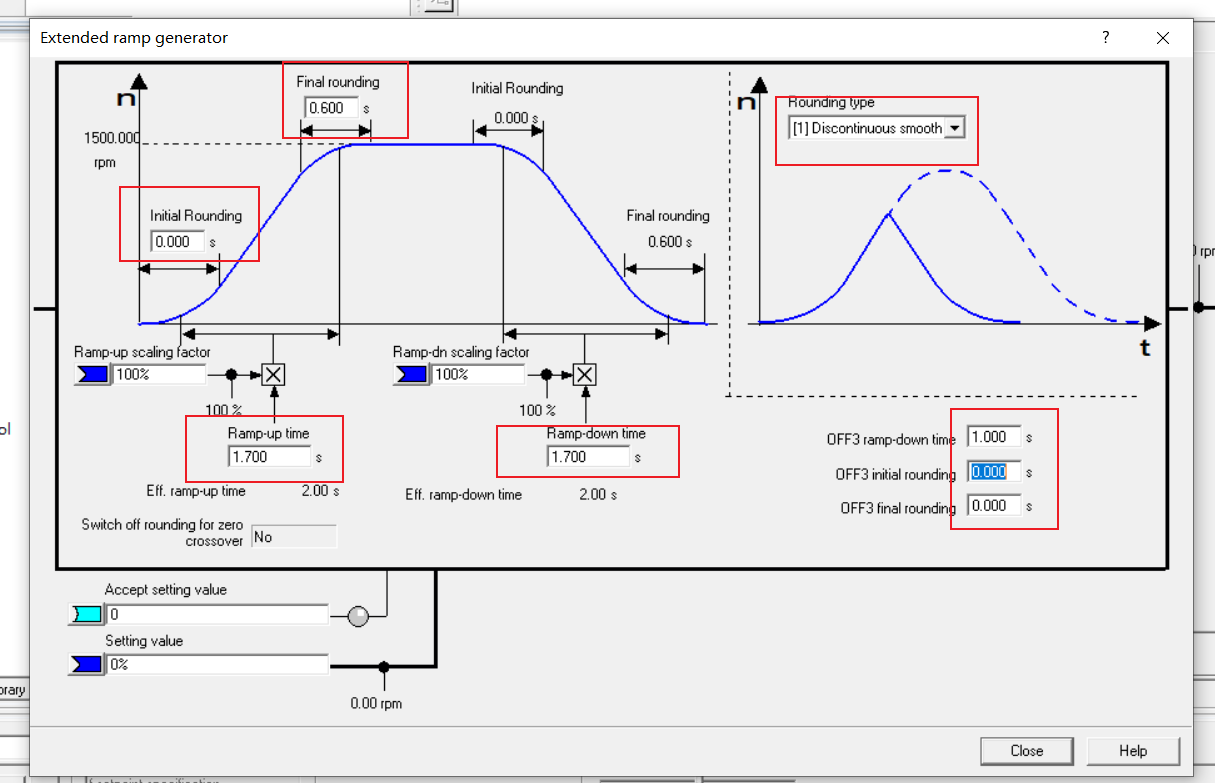 Extended ramp generator
?
Final rounding
0.600 s
Initial Rounding
0.000 s
n
1500.000
rpm
Initial Rounding
0.000 s
Final rounding
0.600 s
n
Rounding type
[1] Discontinuous smooth
t
Ramp-up scaling factor
100%
100 %
Ramp-dn scaling factor
100%
100 %
Ramp-up time
1.700 s
Eff. ramp-up time 2.00 s
Ramp-down time
1.700 s
Eff. ramp-down time 2.00 s
OFF3 ramp-down time 1.000 s
OFF3 initial rounding 0.000 s
OFF3 final rounding 0.000 s
Switch off rounding for zero
crossover No
Accept setting value
0
Setting value
0%
0.00 rpm
Close
Help
ol
brary